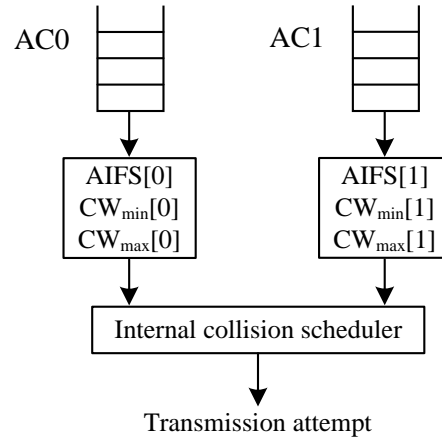 AC0
AC1
AIFS[0]
CWmin[0]
CWmax[0]
AIFS[1]
CWmin[1]
CWmax[1]
Internal collision scheduler
Transmission attempt